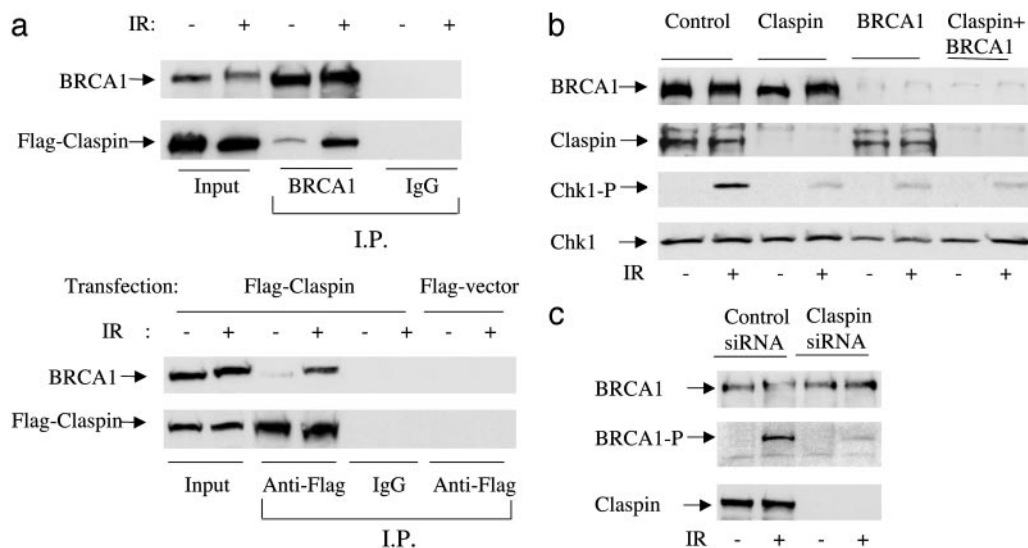 a
IR: - + - + - +
BRCA1
Flag-Claspin
Input BRCA1 IgG
I.P.
Transfection: Flag-Claspin Flag-vector
IR : - + - + - + - +
BRCA1
Flag-Claspin
Input Anti-Flag IgG Anti-Flag
I.P.
b
Control Claspin BRCA1 Claspin+
BRCA1
BRCA1
Claspin
Chk1-P
Chk1
IR - + - + - + - +
c
Control Claspin
siRNA siRNA
BRCA1
BRCA1-P
Claspin
IR - + - +